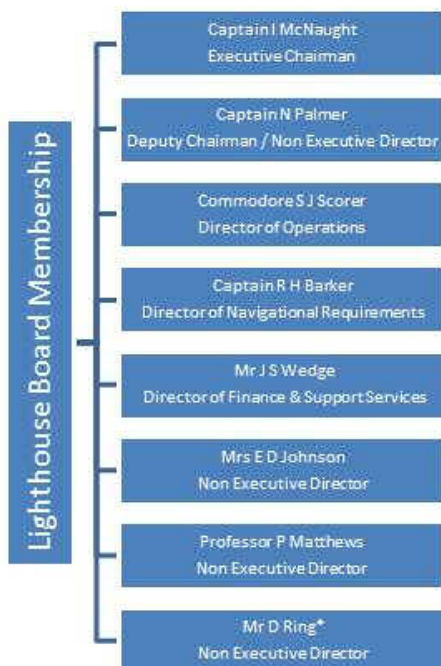 Lighthouse Board Membership
Captain I McNaught
Executive Chairman
Captain N Palmer
Deputy Chairman / Non Executive Director
Commodore S J Scorer
Director of Operations
Captain R H Barker
Director of Navigational Requirements
Mr J S Wedge
Director of Finance & Support Services
Mrs E D Johnson
Non Executive Director
Professor P Matthews
Non Executive Director
Mr D Ring*
Non Executive Director